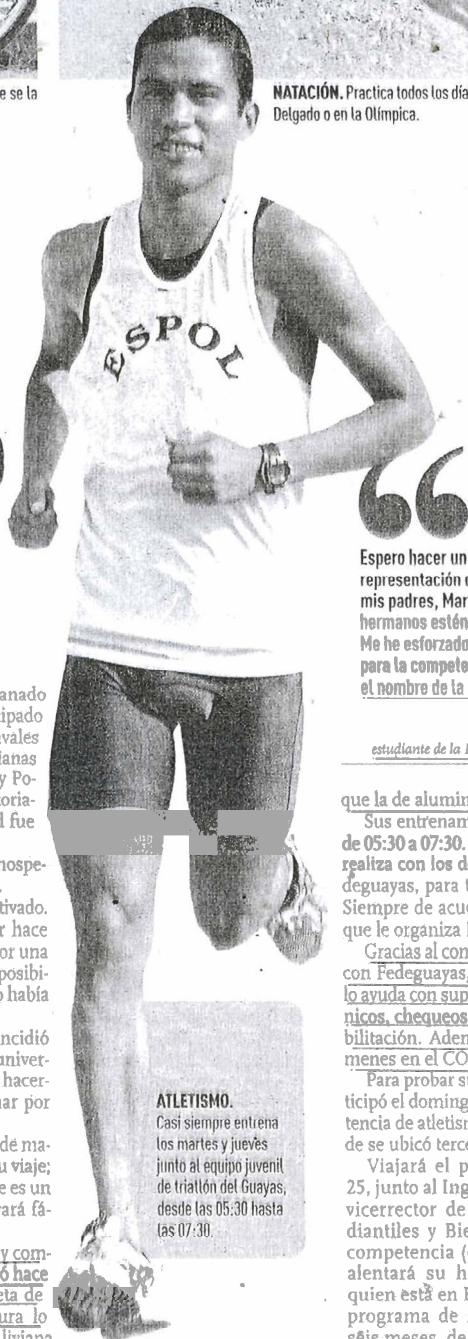 e se la
NATACIÓN. Practica todos los día
Delgado o en la Olímpica.
ESPOL
Espero hacer un
representación
mis padres, Mar
hermanos estén
Me he esforzado
para la compete
el nombre de la
estudiante de la
anado
ipado
vales
ianas
y Po-
toria-
d fue
hospe-
tivado.
r hace
or una
posibi-
o había
ncidió
univer-
hacer-
nar por
de ma-
u viaje;
e es un
rará fá-
y com-
ó hace
eta de
ura lo
liviana
ATLETISMO.
Casi siempre entrena
los martes y jueves
junto al equipo juvenil
de triatlón del Guayas,
desde las 05:30 hasta
las 07:30.
que la de alumin
Sus entrenam
de 05:30 a 07:30.
realiza con los d
deguayas, para t
Siempre de acue
que le organiza
Gracias al con
con Fedeguayas,
lo ayuda con sup
nicos, chequeos
bilitación. Adem
menes en el CO
Para probar su
ticipó el doming
tencia de atletisn
de se ubicó terce
Viajará el p
25, junto al Ing
vicerrector de
diantiles y Bie
competencia (
alentará su h
quien está en
programa de
séis meses, de